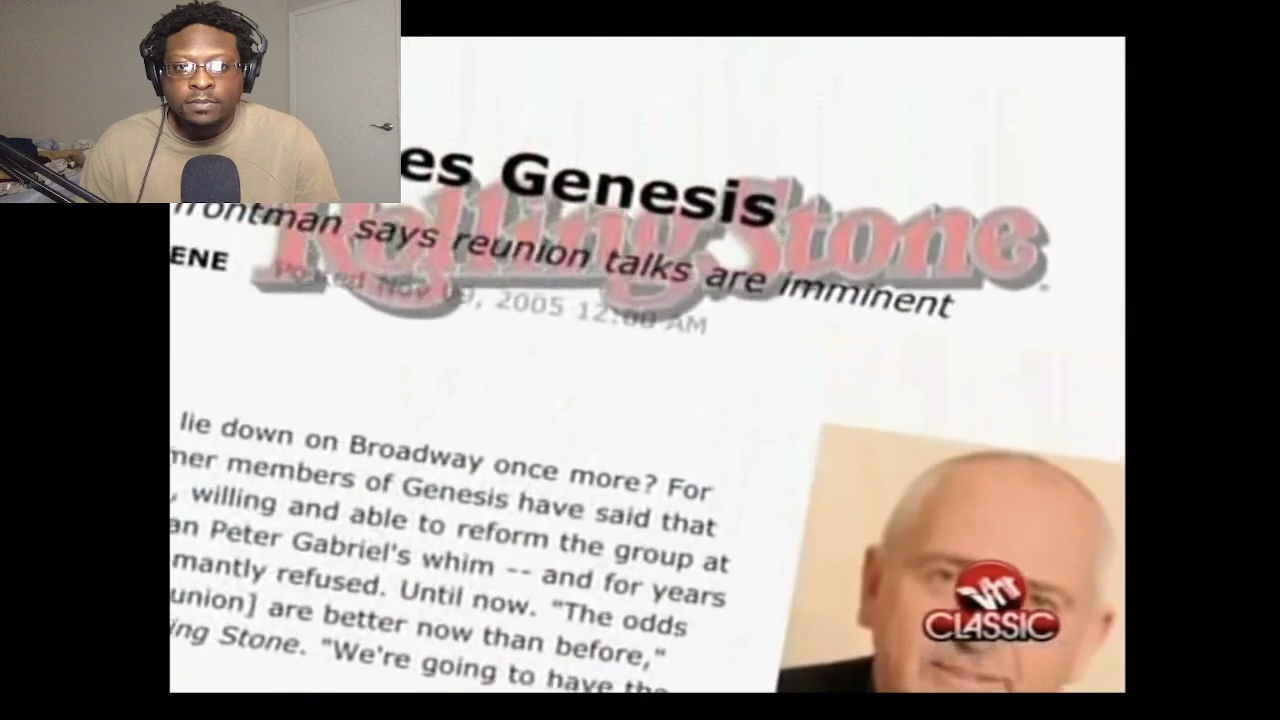 es Genesis
Rolling Stone
frontman says reunion talks are imminent
ENE
Posted Nov 09, 2005 12:00 AM
lie down on Broadway once more? For
mer members of Genesis have said that
, willing and able to reform the group at
an Peter Gabriel's whim -- and for years
mantly refused. Until now. "The odds
union] are better now than before,"
ing Stone. "We're going to have the
VH1
CLASSIC